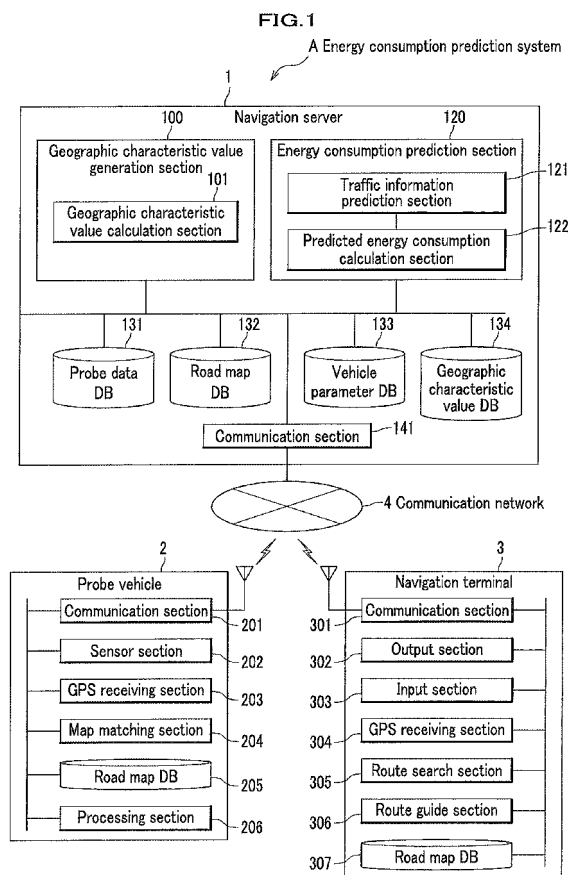 FIG.1
A Energy consumption prediction system
1
Navigation server
100
Geographic characteristic value
generation section
101
Geographic characteristic
value calculation section
120
Energy consumption prediction section
Traffic information
prediction section
121
Predicted energy consumption
calculation section
122
131
Probe data
DB
132
Road map
DB
133
Vehicle
parameter DB
134
Geographic
characteristic
value DB
Communication section
141
4 Communication network
2
Probe vehicle
Communication section
201
Sensor section
202
GPS receiving section
203
Map matching section
204
Road map DB
205
Processing section
206
3
Navigation terminal
Communication section
301
Output section
302
Input section
303
GPS receiving section
304
Route search section
305
Route guide section
306
Road map DB
307